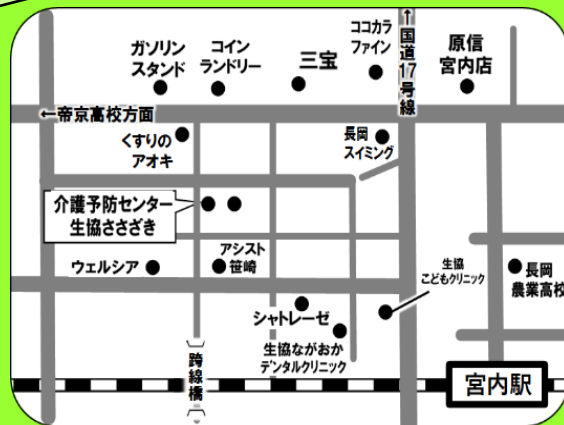 ガソリン
スタンド
コイン
ランドリー
三宝
ココカラ
ファイン
↑国道17号線
原信
宮内店
←帝京高校方面
くすりの
アオキ
長岡
スイミング
介護予防センター
生協ささざき
ウェルシア
アシスト
笹崎
生協
こどもクリニック
長岡
農業高校
シャトレーゼ
生協ながおか
デンタルクリニック
跨線橋
宮内駅